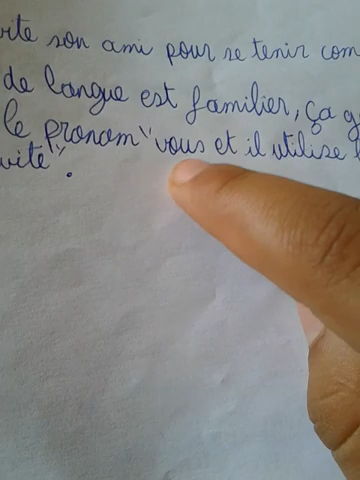 vite son ami pour se tenir com
de langue est familier, ça g
le pronom "vous et il utilise l
vite".